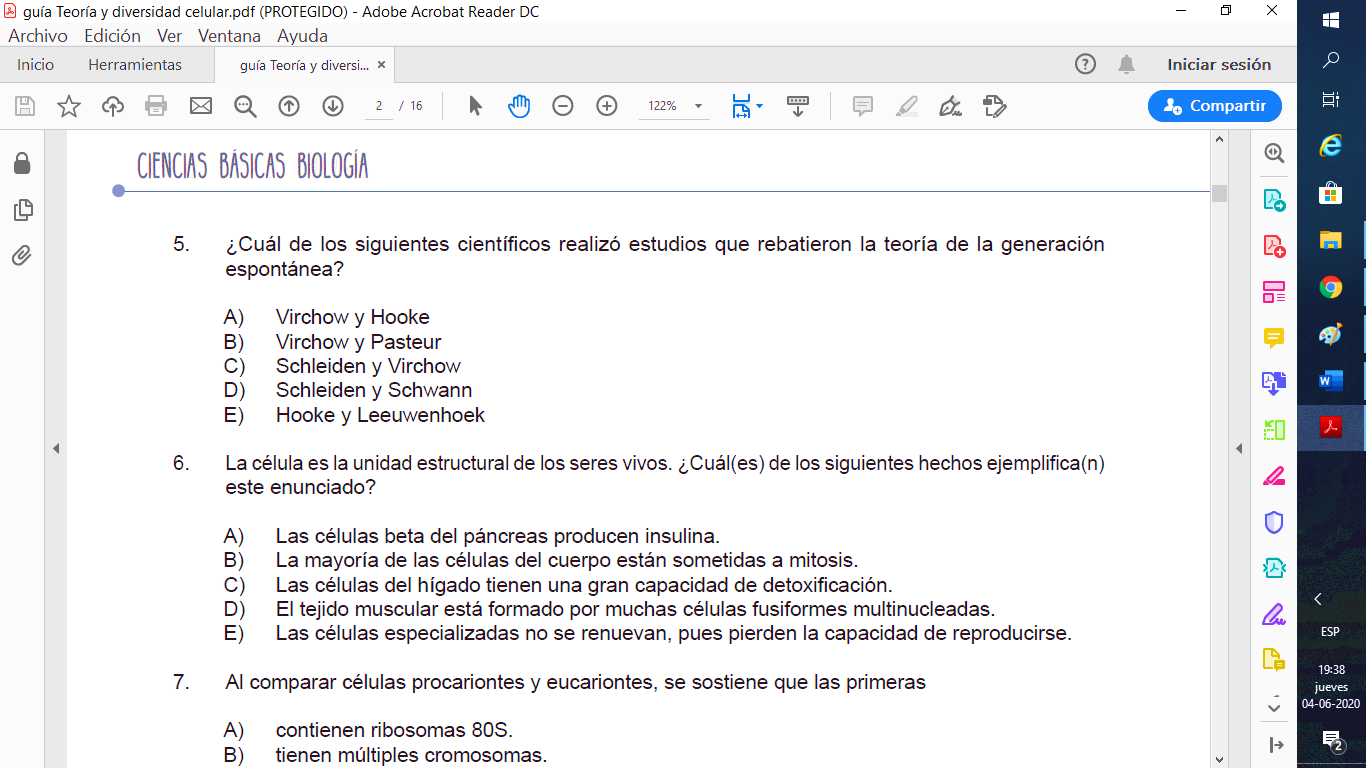 guía Teoría y diversidad celular.pdf (PROTEGIDO) - Adobe Acrobat Reader DC
Archivo Edición Ver Ventana Ayuda
Inicio Herramientas guía Teoría y diversi... × Iniciar sesión
2 / 16 122% Compartir
CIENCIAS BÁSICAS BIOLOGÍA
5. ¿Cuál de los siguientes científicos realizó estudios que rebatieron la teoría de la generación
espontánea?
A) Virchow y Hooke
B) Virchow y Pasteur
C) Schleiden y Virchow
D) Schleiden y Schwann
E) Hooke y Leeuwenhoek
6. La célula es la unidad estructural de los seres vivos. ¿Cuál(es) de los siguientes hechos ejemplifica(n)
este enunciado?
A) Las células beta del páncreas producen insulina.
B) La mayoría de las células del cuerpo están sometidas a mitosis.
C) Las células del hígado tienen una gran capacidad de detoxificación.
D) El tejido muscular está formado por muchas células fusiformes multinucleadas.
E) Las células especializadas no se renuevan, pues pierden la capacidad de reproducirse.
7. Al comparar células procariontes y eucariontes, se sostiene que las primeras
A) contienen ribosomas 80S.
B) tienen múltiples cromosomas.
ESP
19:38
jueves
04-06-2020
2